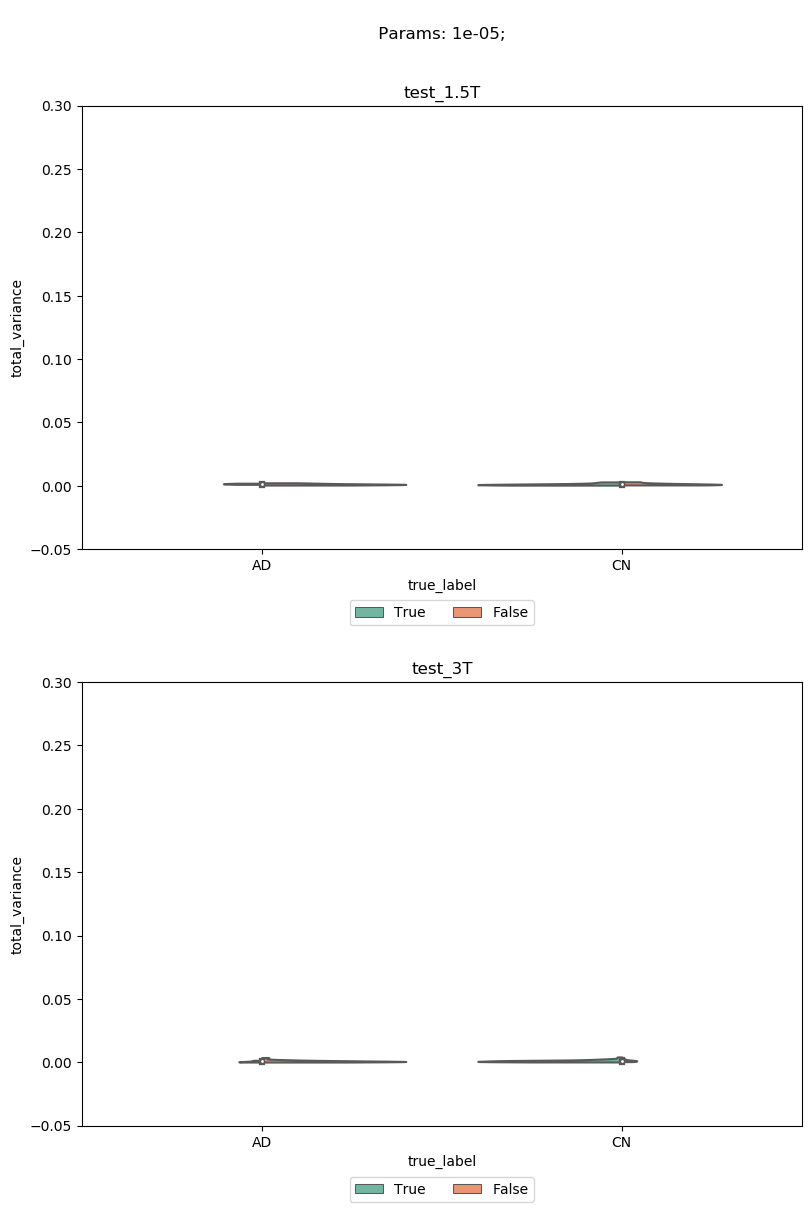 Params: 1e-05;
test_1.5T
0.30
0.25
0.20
0.15
0.10
0.05
0.00
−0.05
total_variance
AD CN
true_label
True False
test_3T
0.30
0.25
0.20
0.15
0.10
0.05
0.00
−0.05
total_variance
AD CN
true_label
True False